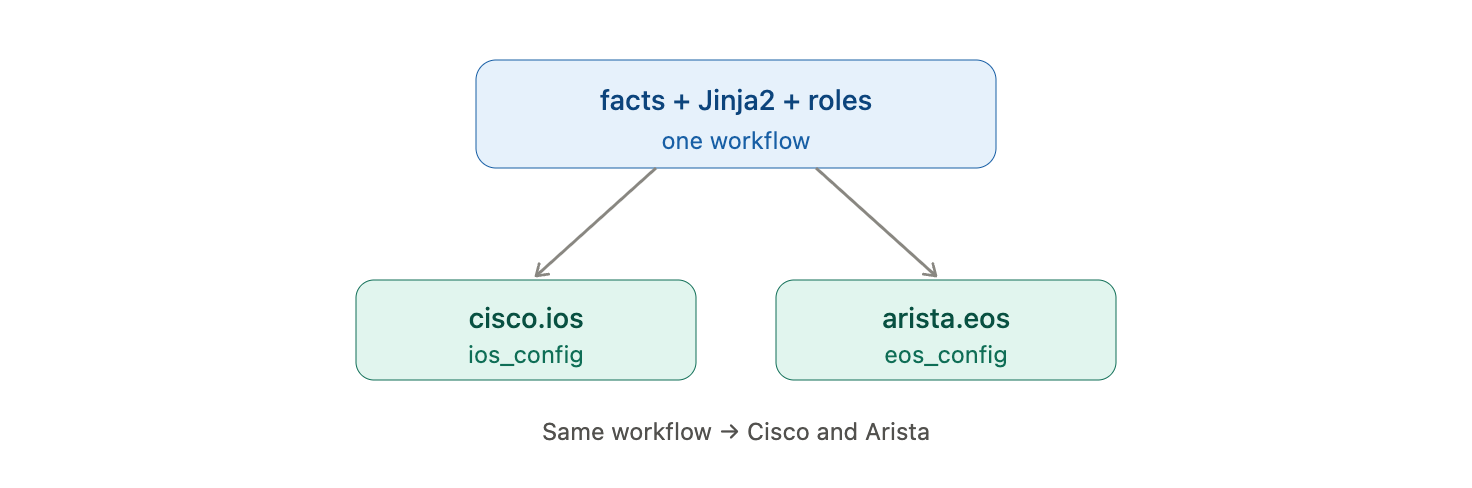 facts + Jinja2 + roles
one workflow
cisco.ios
ios_config
arista.eos
eos_config
Same workflow → Cisco and Arista